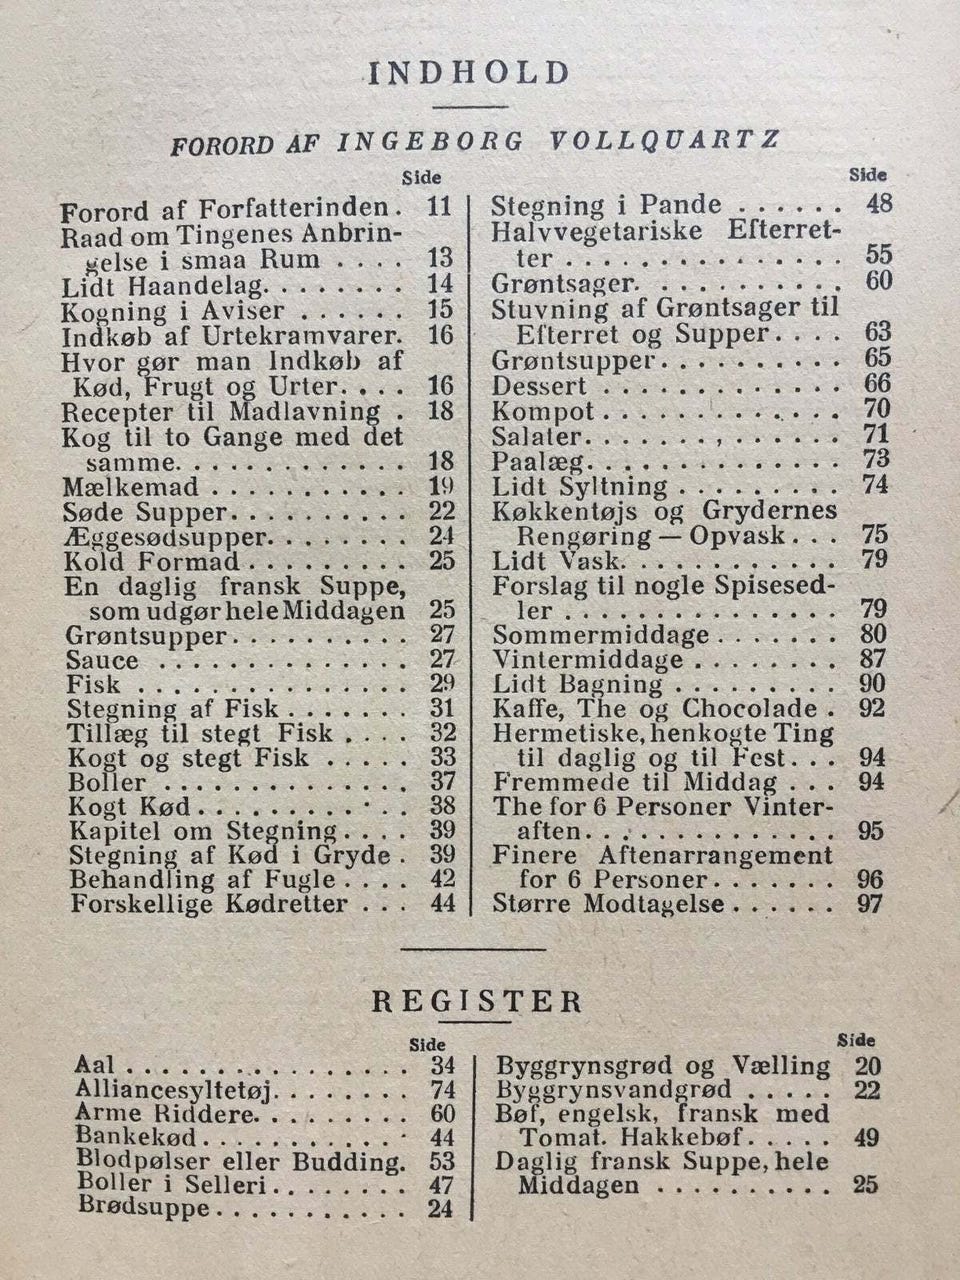 INDHOLD
FORORD AF INGEBORG VOLLQUARTZ
Side
Forord af Forfatterinden. 11
Raad om Tingenes Anbrin-
gelse i smaa Rum .... 13
Lidt Haandelag........ 14
Kogning i Aviser ...... 15
Indkøb af Urtekramvarer. 16
Hvor gør man Indkøb af
Kød, Frugt og Urter.... 16
Recepter til Madlavning . 18
Kog til to Gange med det
samme............. 18
Mælkemad ........... 19
Søde Supper.......... 22
Æggesødsupper........ 24
Kold Formad ......... 25
En daglig fransk Suppe,
som udgør hele Middagen 25
Grøntsupper.......... 27
Sauce .............. 27
Fisk ............... 29
Stegning af Fisk....... 31
Tillæg til stegt Fisk .... 32
Kogt og stegt Fisk ..... 33
Boller .............. 37
Kogt Kød............ 38
Kapitel om Stegning.... 39
Stegning af Kød i Gryde . 39
Behandling af Fugle.... 42
Forskellige Kødretter ... 44
Side
Stegning i Pande ...... 48
Halvvegetariske Efterret-
ter ............... 55
Grøntsager. .......... 60
Stuvning af Grøntsager til
Efterret og Supper.... 63
Grøntsupper.......... 65
Dessert ............. 66
Kompot............. 70
Salater.............. 71
Paalæg.............. 73
Lidt Syltning ......... 74
Køkkentøjs og Grydernes
Rengøring — Opvask... 75
Lidt Vask............ 79
Forslag til nogle Spisesed-
ler ............... 79
Sommermiddage....... 80
Vintermiddage ........ 87
Lidt Bagning ......... 90
Kaffe, The og Chocolade . 92
Hermetiske, henkogte Ting
til daglig og til Fest... 94
Fremmede til Middag ... 94
The for 6 Personer Vinter-
aften.............. 95
Finere Aftenarrangement
for 6 Personer....... 96
Større Modtagelse...... 97
REGISTER
Side
Aal ................ 34
Alliancesyltetøj........ 74
Arme Riddere......... 60
Bankekød............ 44
Blodpølser eller Budding. 53
Boller i Selleri........ 47
Brødsuppe........... 24
Side
Byggrynsgrød og Vælling 20
Byggrynsvandgrød ..... 22
Bøf, engelsk, fransk med
Tomat. Hakkebøf..... 49
Daglig fransk Suppe, hele
Middagen .......... 25